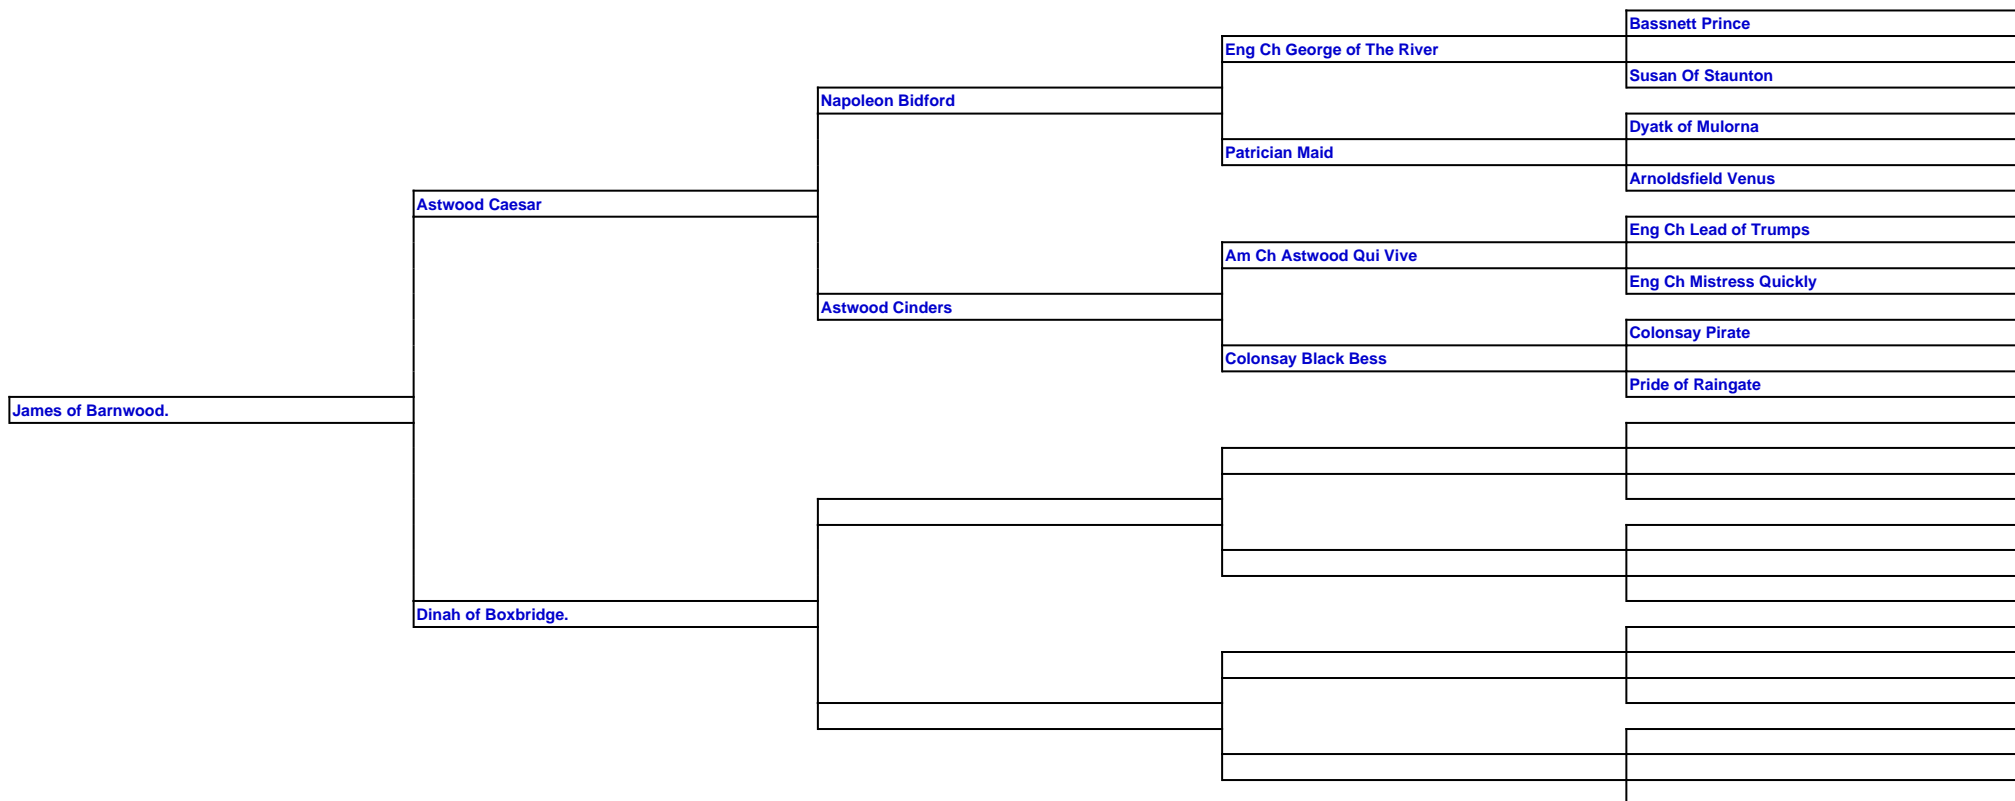 Bassnett Prince
Eng Ch George of The River
Susan Of Staunton
Napoleon Bidford
Dyatk of Mulorna
Patrician Maid
Arnoldsfield Venus
Astwood Caesar
Eng Ch Lead of Trumps
Am Ch Astwood Qui Vive
Eng Ch Mistress Quickly
Astwood Cinders
Colonsay Pirate
Colonsay Black Bess
Pride of Raingate
James of Barnwood.
Dinah of Boxbridge.